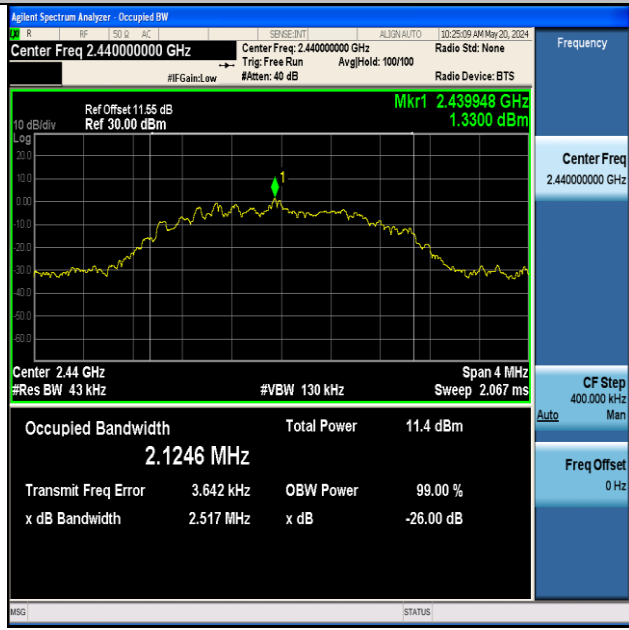 Agilent Spectrum Analyzer - Occupied BW
R RF 50 Ω AC SENSE:INT ALIGN AUTO 10:25:09 AM May 20, 2024
Center Freq 2.440000000 GHz
Center Freq: 2.440000000 GHz
Radio Std: None
Trig: Free Run Avg|Hold: 100/100
#IFGain:Low #Atten: 40 dB Radio Device: BTS
Frequency
Mkr1 2.439948 GHz
1.3300 dBm
Ref Offset 11.55 dB
10 dB/div Ref 30.00 dBm
Log
20.0
10.0
0.00
-10.0
-20.0
-30.0
-40.0
-50.0
-60.0
1
Center 2.44 GHz Span 4 MHz
#Res BW 43 kHz #VBW 130 kHz Sweep 2.067 ms
Occupied Bandwidth Total Power 11.4 dBm
2.1246 MHz
Transmit Freq Error 3.642 kHz OBW Power 99.00 %
x dB Bandwidth 2.517 MHz x dB -26.00 dB
Center Freq
2.440000000 GHz
CF Step
400.000 kHz
Auto Man
Freq Offset
0 Hz
MSG STATUS